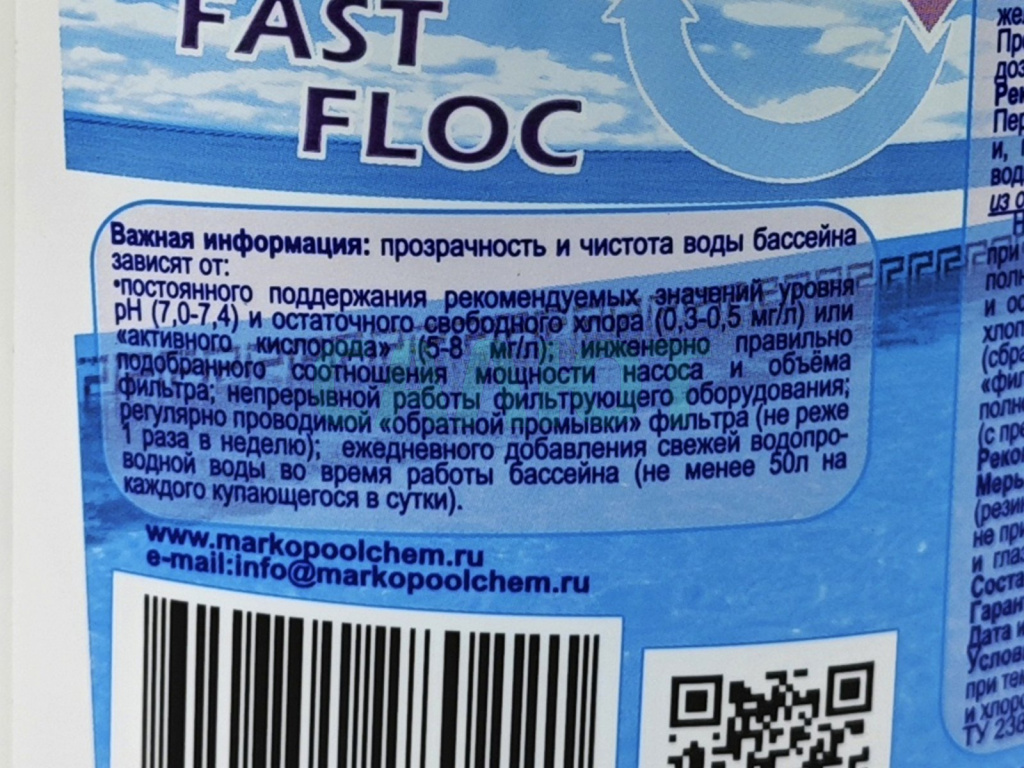 FAST
FLOC
Важная информация: прозрачность и чистота воды бассейна
зависят от:
•постоянного поддержания рекомендуемых значений уровня
pH (7,0-7,4) и остаточного свободного хлора (0,3-0,5 мг/л) или
«активного кислорода» (5-8 мг/л); инженерно правильно
подобранного соотношения мощности насоса и объёма
фильтра; непрерывной работы фильтрующего оборудования;
регулярно проводимой «обратной промывки» фильтра (не реже
1 раза в неделю); ежедневного добавления свежей водопро-
водной воды во время работы бассейна (не менее 50л на
каждого купающегося в сутки).
www.markopoolchem.ru
e-mail:info@markopoolchem.ru